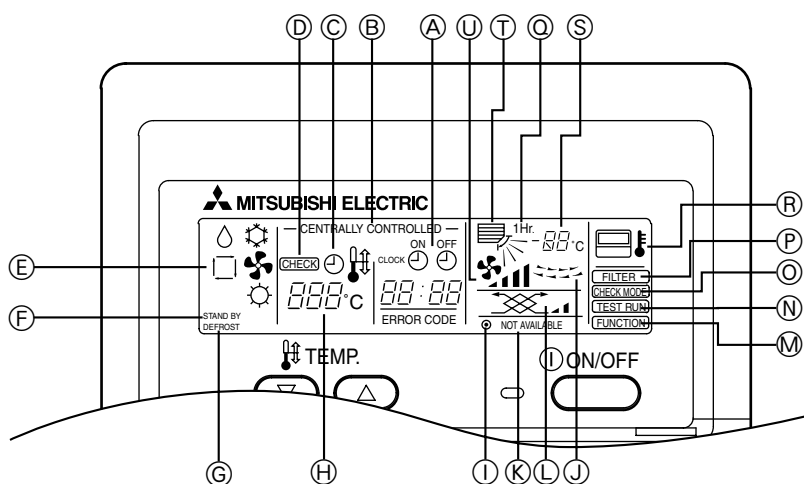 Ⓓ Ⓒ Ⓑ Ⓐ Ⓤ Ⓣ Ⓠ Ⓢ
MITSUBISHI ELECTRIC
CENTRALLY CONTROLLED
1Hr.
ON OFF
CLOCK
88°C
CHECK
888°C
88:88
ERROR CODE
STAND BY
DEFROST
NOT AVAILABLE
FILTER
CHECK MODE
TEST RUN
FUNCTION
Ⓔ
Ⓕ
Ⓡ
Ⓟ
Ⓞ
Ⓝ
Ⓜ
TEMP.
Ⓘ ON/OFF
Ⓖ Ⓗ Ⓘ Ⓚ Ⓛ Ⓙ